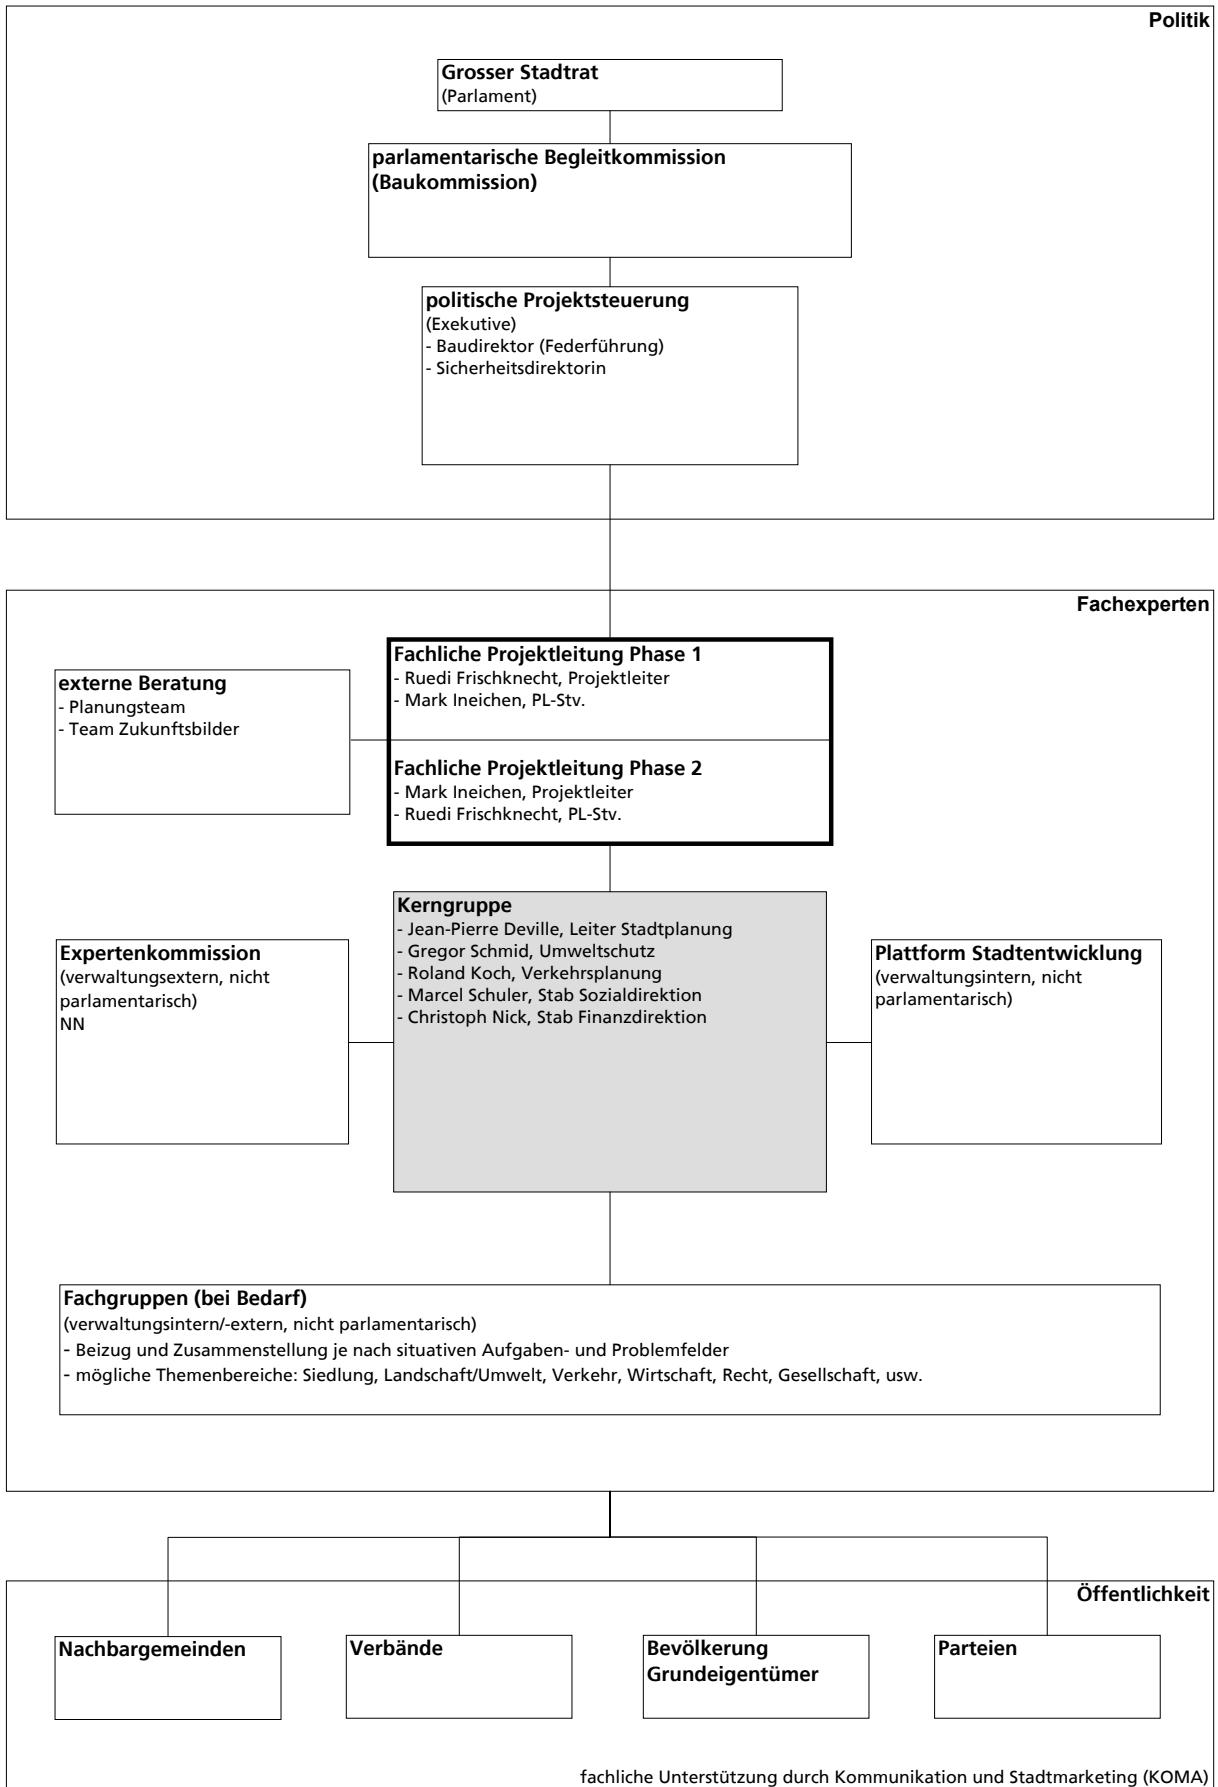 Politik
Grosser Stadtrat
(Parlament)
parlamentarische Begleitkommission
(Baukommission)
politische Projektsteuerung
(Exekutive)
- Baudirektor (Federführung)
- Sicherheitsdirektorin
Fachexperten
Fachliche Projektleitung Phase 1
- Ruedi Frischknecht, Projektleiter
- Mark Ineichen, PL-Stv.
externe Beratung
- Planungsteam
- Team Zukunftsbilder
Fachliche Projektleitung Phase 2
- Mark Ineichen, Projektleiter
- Ruedi Frischknecht, PL-Stv.
Kerngruppe
- Jean-Pierre Deville, Leiter Stadtplanung
- Gregor Schmid, Umweltschutz
- Roland Koch, Verkehrsplanung
- Marcel Schuler, Stab Sozialdirektion
- Christoph Nick, Stab Finanzdirektion
Expertenkommission
(verwaltungsextern, nicht
parlamentarisch)
NN
Plattform Stadtentwicklung
(verwaltungsintern, nicht
parlamentarisch)
Fachgruppen (bei Bedarf)
(verwaltungsintern/-extern, nicht parlamentarisch)
- Beizug und Zusammenstellung je nach situativen Aufgaben- und Problemfelder
- mögliche Themenbereiche: Siedlung, Landschaft/Umwelt, Verkehr, Wirtschaft, Recht, Gesellschaft, usw.
Öffentlichkeit
Nachbargemeinden
Verbände
Bevölkerung
Grundeigentümer
Parteien
fachliche Unterstützung durch Kommunikation und Stadtmarketing (KOMA)